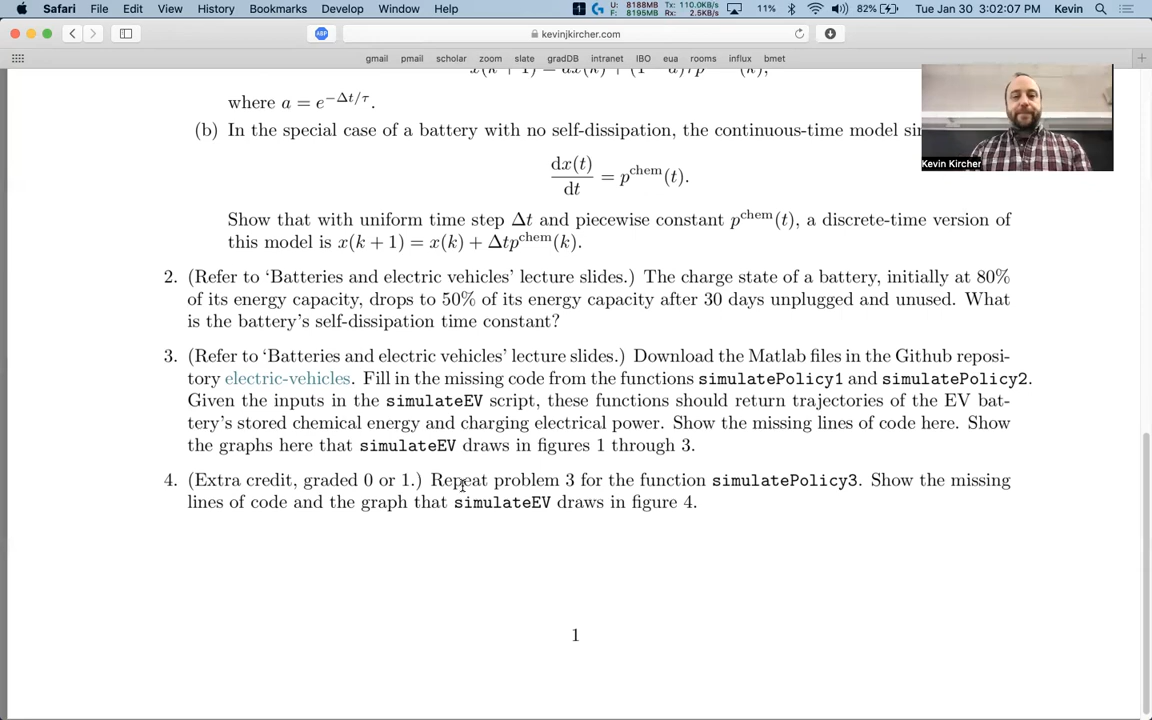 Safari File Edit View History Bookmarks Develop Window Help 1 U: 8188MB Tx: 110.0KB/s 11% 82% Tue Jan 30 3:02:07 PM Kevin
F: 8195MB Rx: 2.5KB/s
ABP kevinjkircher.com
gmail pmail scholar zoom slate gradDB intranet IBO eua rooms influx bmet
where a = e^{−Δt/τ}.
(b) In the special case of a battery with no self-dissipation, the continuous-time model
dx(t)/dt = p^{chem}(t).
Show that with uniform time step Δt and piecewise constant p^{chem}(t), a discrete-time version of
this model is x(k + 1) = x(k) + Δtp^{chem}(k).
2. (Refer to ‘Batteries and electric vehicles’ lecture slides.) The charge state of a battery, initially at 80%
of its energy capacity, drops to 50% of its energy capacity after 30 days unplugged and unused. What
is the battery’s self-dissipation time constant?
3. (Refer to ‘Batteries and electric vehicles’ lecture slides.) Download the Matlab files in the Github reposi-
tory electric-vehicles. Fill in the missing code from the functions simulatePolicy1 and simulatePolicy2.
Given the inputs in the simulateEV script, these functions should return trajectories of the EV bat-
tery’s stored chemical energy and charging electrical power. Show the missing lines of code here. Show
the graphs here that simulateEV draws in figures 1 through 3.
4. (Extra credit, graded 0 or 1.) Repeat problem 3 for the function simulatePolicy3. Show the missing
lines of code and the graph that simulateEV draws in figure 4.
1
Kevin Kircher